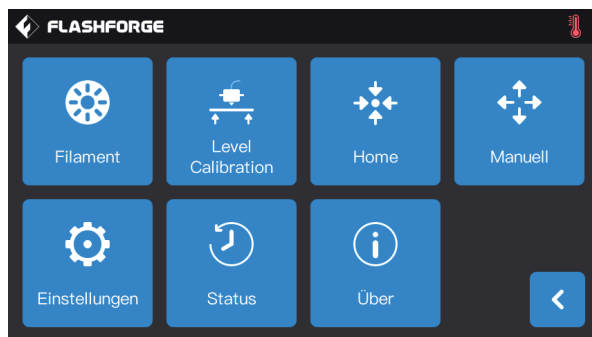 FLASHFORGE
Filament
Level
Calibration
Home
Manuell
Einstellungen
Status
Über